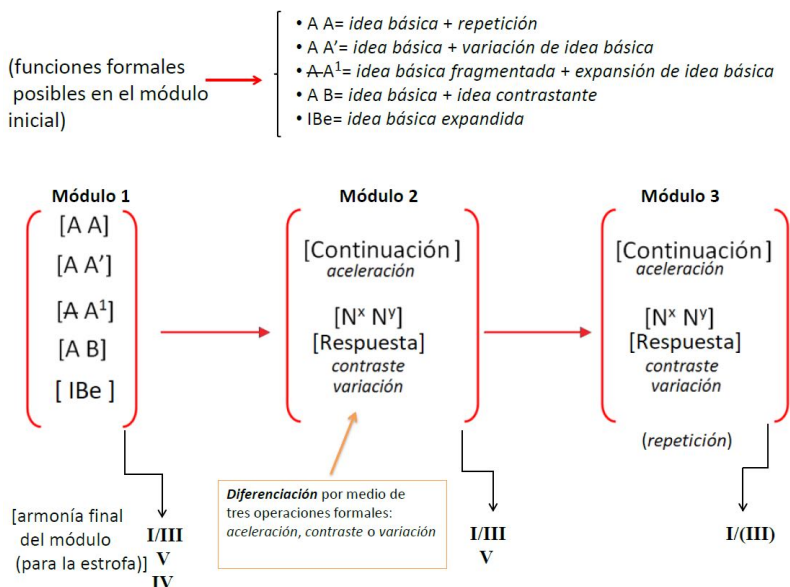 • A A= idea básica + repetición
• A A’= idea básica + variación de idea básica
• A A¹= idea básica fragmentada + expansión de idea básica
• A B= idea básica + idea contrastante
• IBe= idea básica expandida
(funciones formales
posibles en el módulo
inicial)
Módulo 1
[A A]
[A A’]
[A A¹]
[A B]
[ IBe ]
Módulo 2
[Continuación]
aceleración
[Nˣ Nʸ]
[Respuesta]
contraste
variación
Módulo 3
[Continuación]
aceleración
[Nˣ Nʸ]
[Respuesta]
contraste
variación
(repetición)
Diferenciación por medio de
tres operaciones formales:
aceleración, contraste o variación
[armonía final
del módulo
(para la estrofa)]
I/III
V
IV
I/III
V
I/(III)